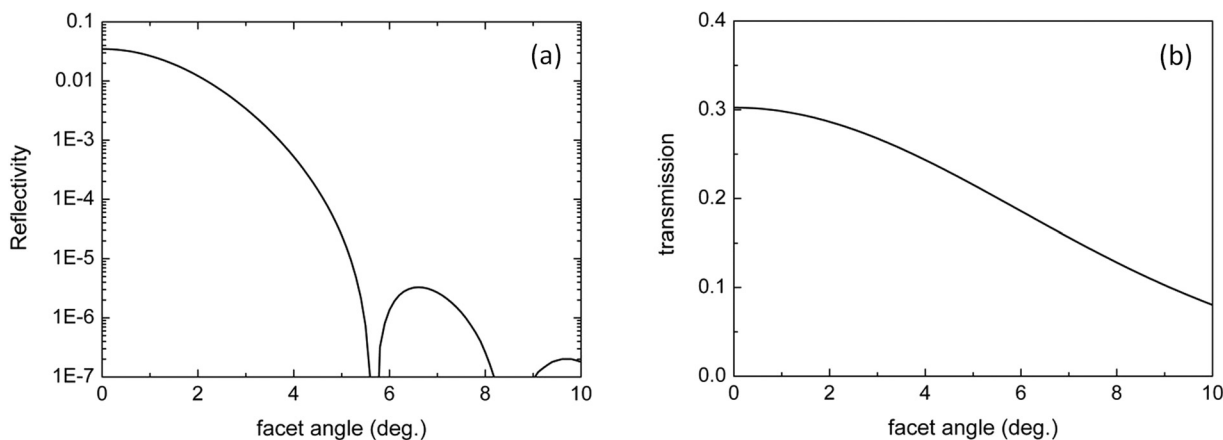 0.1
0.01
1E-3
1E-4
1E-5
1E-6
1E-7
Reflectivity
0 2 4 6 8 10
facet angle (deg.)
(a)
0.4
0.3
0.2
0.1
0.0
transmission
0 2 4 6 8 10
facet angle (deg.)
(b)